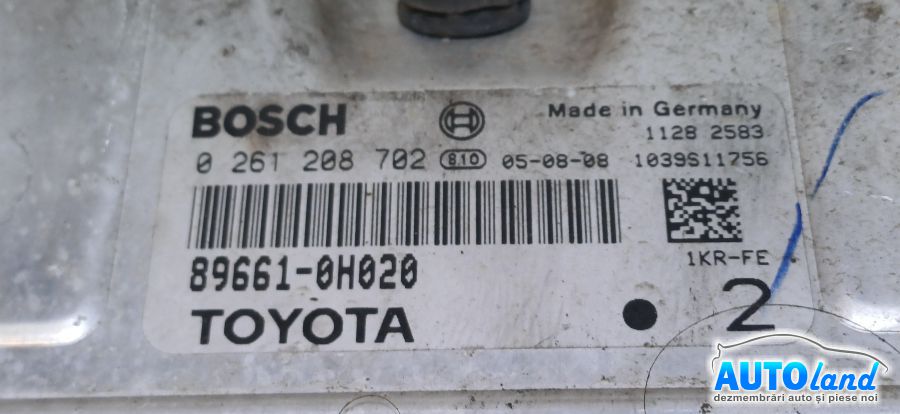 BOSCH Made in Germany
1128 2583
0 261 208 702 8.10 05-08-08 1039S11756
1KR-FE
89661-0H020
TOYOTA 2
AUTOland
dezmembrări auto și piese noi